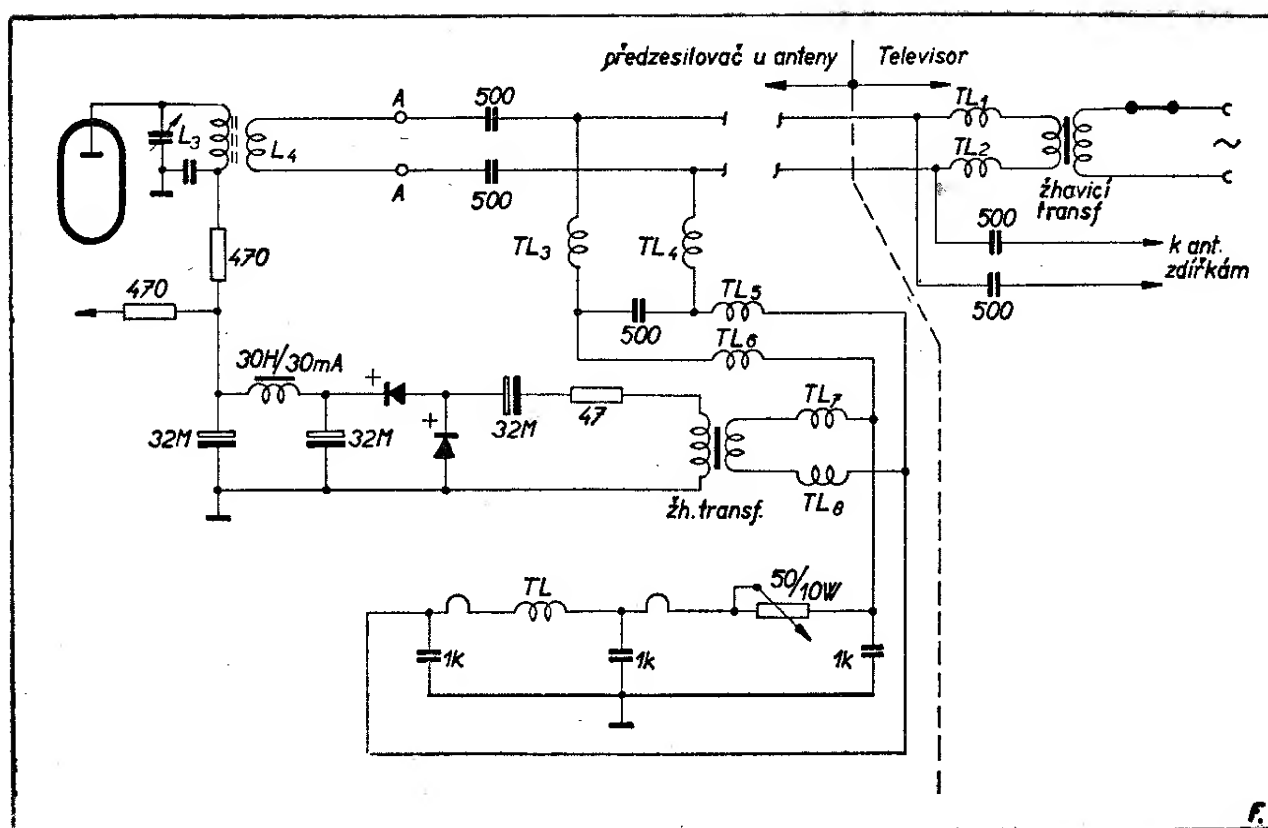 předzesilovač u anteny
Televisor
A
500
TL1
L3
L4
TL2
~
žhavicí
transf
A
500
500
k ant.
zdířkám
470
TL3
TL4
500
470
TL5
500
TL6
30H/30mA
+
+
TL7
32M
32M
32M
47
TL8
žh. transf.
TL
50/10W
1k
1k
1k
F.